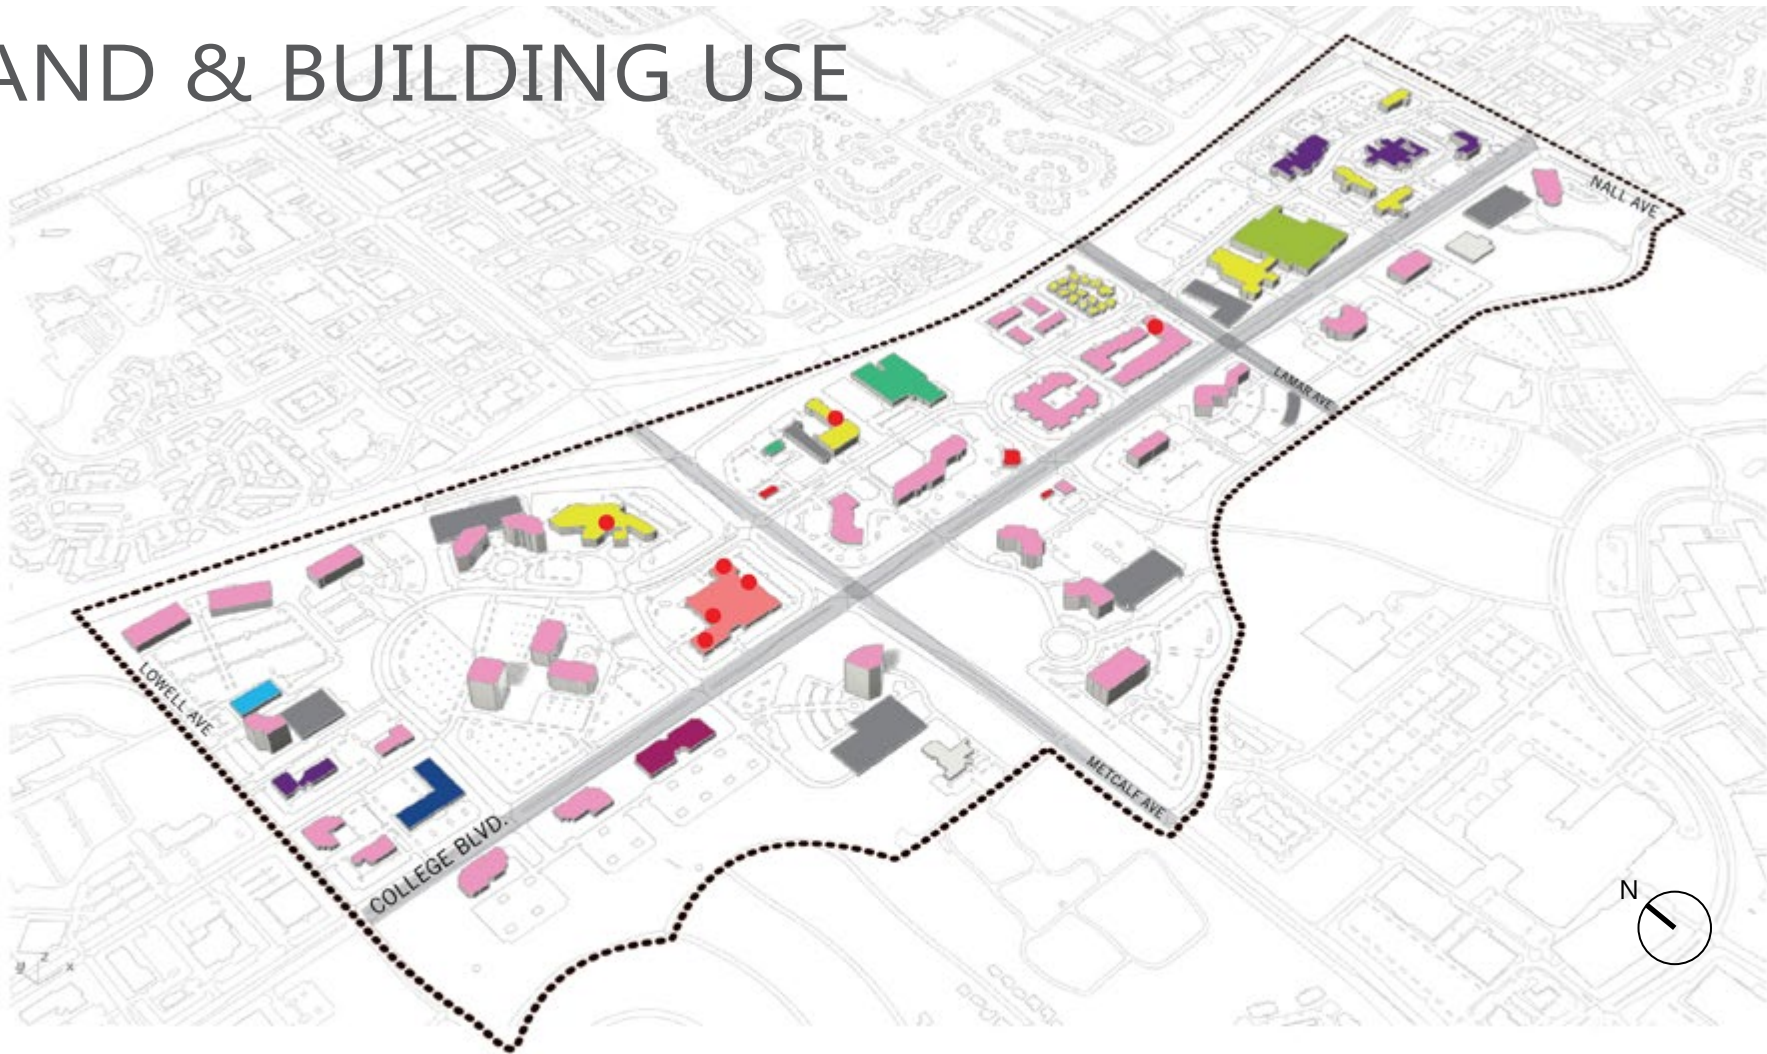 AND & BUILDING USE
NALL AVE
LAMAR AVE
LOWELL AVE
METCALF AVE
COLLEGE BLVD.
N
z
x